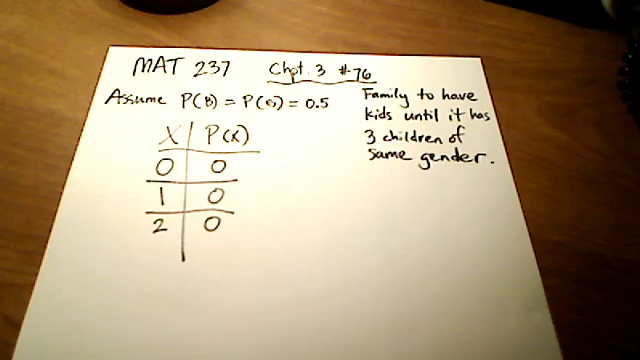 MAT 237 Chpt. 3 #76
Assume P(B) = P(G) = 0.5
Family to have
kids until it has
3 children of
same gender.
X P(X)
0 0
1 0
2 0